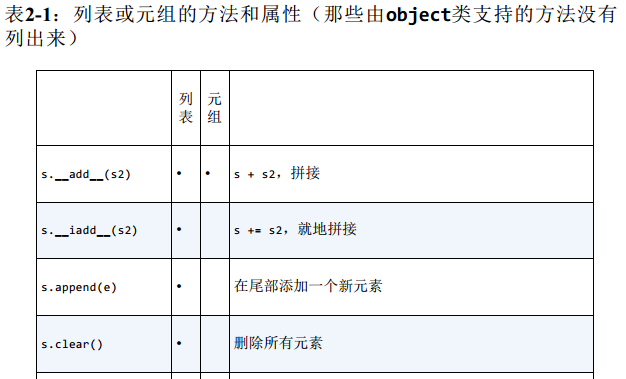 表2-1：列表或元组的方法和属性（那些由object类支持的方法没有
列出来）
列表 元组
s.__add__(s2) • • s + s2，拼接
s.__iadd__(s2) • s += s2，就地拼接
s.append(e) • 在尾部添加一个新元素
s.clear() • 删除所有元素